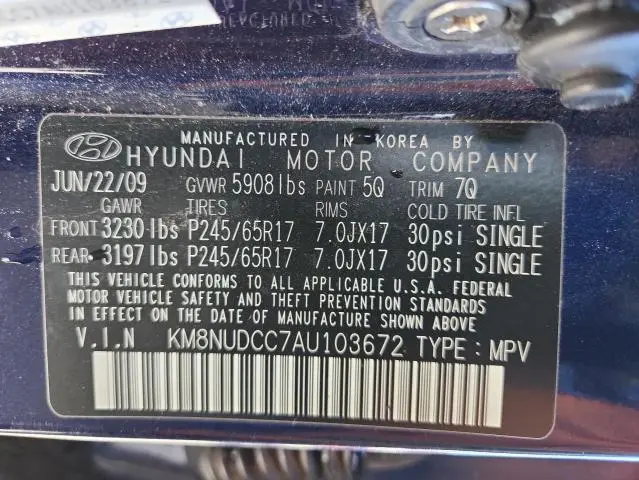 MANUFACTURED IN KOREA BY
HYUNDAI MOTOR COMPANY
JUN/22/09 GVWR 5908lbs PAINT 5Q TRIM 7Q
GAWR TIRES RIMS COLD TIRE INFL
FRONT 3230lbs P245/65R17 7.0JX17 30psi SINGLE
REAR 3197lbs P245/65R17 7.0JX17 30psi SINGLE
THIS VEHICLE CONFORMS TO ALL APPLICABLE U.S.A. FEDERAL
MOTOR VEHICLE SAFETY AND THEFT PREVENTION STANDARDS
IN EFFECT ON THE DATE OF MANUFACTURE SHOWN ABOVE.
V.I.N KM8NUDCC7AU103672 TYPE : MPV